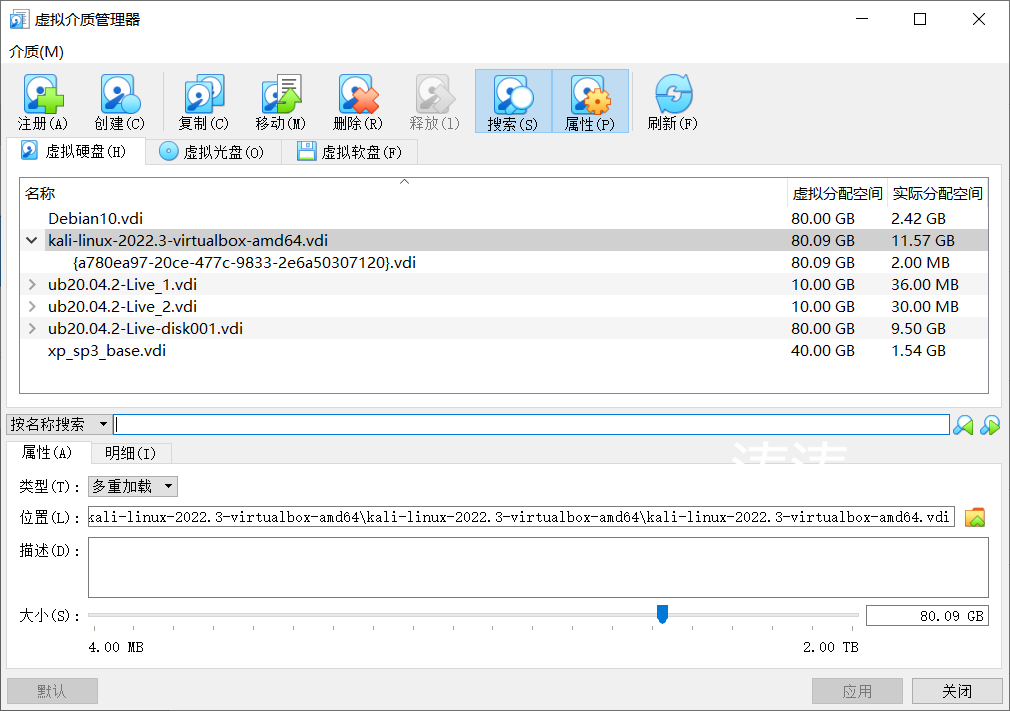 虚拟介质管理器
介质(M)
注册(A) 创建(C) 复制(C) 移动(M) 删除(R) 释放(l) 搜索(S) 属性(P) 刷新(F)
虚拟硬盘(H) 虚拟光盘(O) 虚拟软盘(F)
名称 虚拟分配空间 实际分配空间
Debian10.vdi 80.00 GB 2.42 GB
kali-linux-2022.3-virtualbox-amd64.vdi 80.09 GB 11.57 GB
{a780ea97-20ce-477c-9833-2e6a50307120}.vdi 80.09 GB 2.00 MB
ub20.04.2-Live_1.vdi 10.00 GB 36.00 MB
ub20.04.2-Live_2.vdi 10.00 GB 30.00 MB
ub20.04.2-Live-disk001.vdi 80.00 GB 9.50 GB
xp_sp3_base.vdi 40.00 GB 1.54 GB
按名称搜索
属性(A) 明细(I)
类型(T): 多重加载
位置(L): kali-linux-2022.3-virtualbox-amd64\kali-linux-2022.3-virtualbox-amd64\kali-linux-2022.3-virtualbox-amd64.vdi
描述(D):
大小(S): 80.09 GB
4.00 MB 2.00 TB
默认 应用 关闭